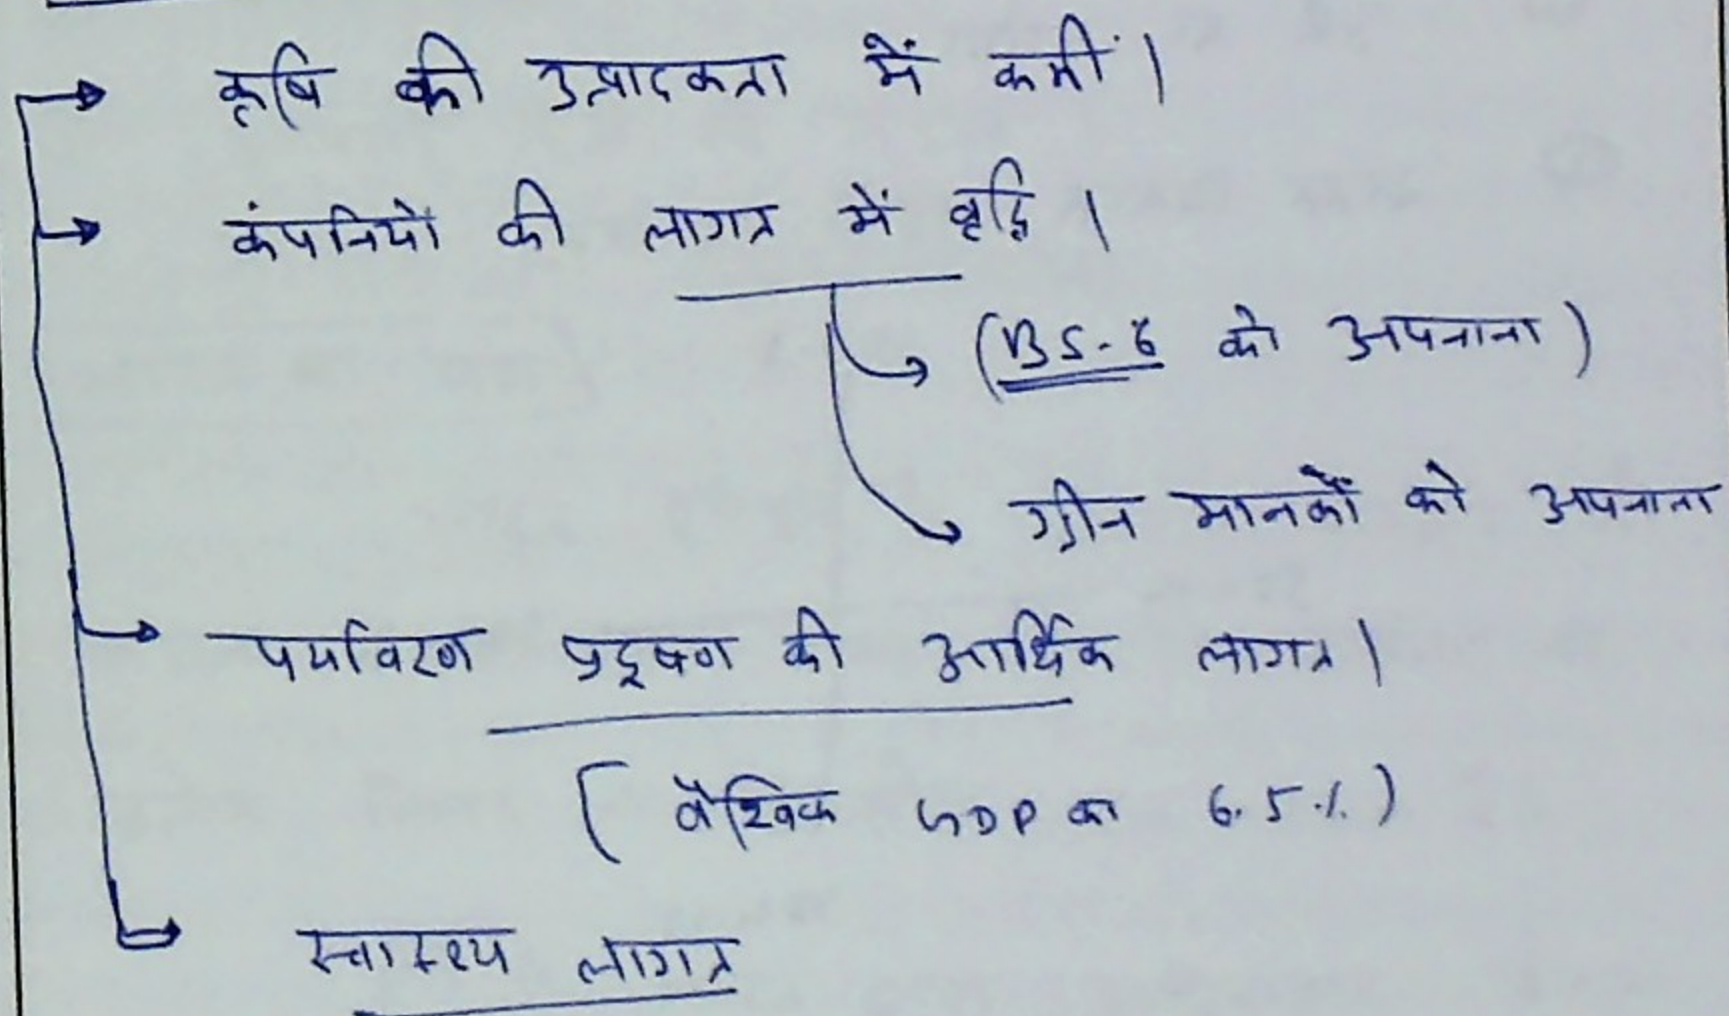 कृषि की उत्पादकता में कमी।
कंपनियों की लागत में वृद्धि।
(BS-6 को अपनाना)
ग्रीन मानकों को अपनाना
पर्यावरण प्रदूषण की आर्थिक लागत।
(वैश्विक GDP का 6.5%)
स्वास्थ्य लागत